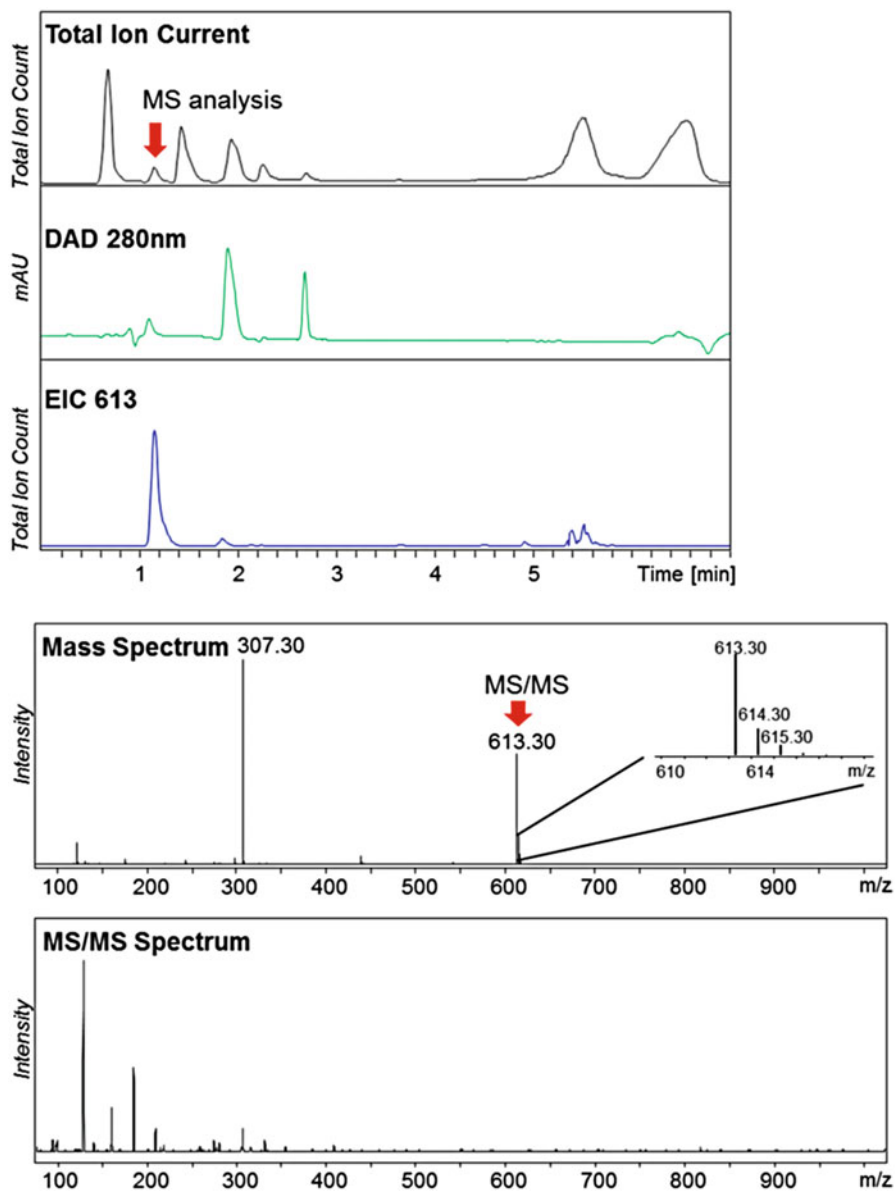 Total Ion Current
Total Ion Count
MS analysis
DAD 280nm
mAU
EIC 613
Total Ion Count
1 2 3 4 5 Time [min]
Mass Spectrum 307.30
Intensity
MS/MS
613.30
613.30
614.30
615.30
610 614 m/z
100 200 300 400 500 600 700 800 900 m/z
MS/MS Spectrum
Intensity
100 200 300 400 500 600 700 800 900 m/z